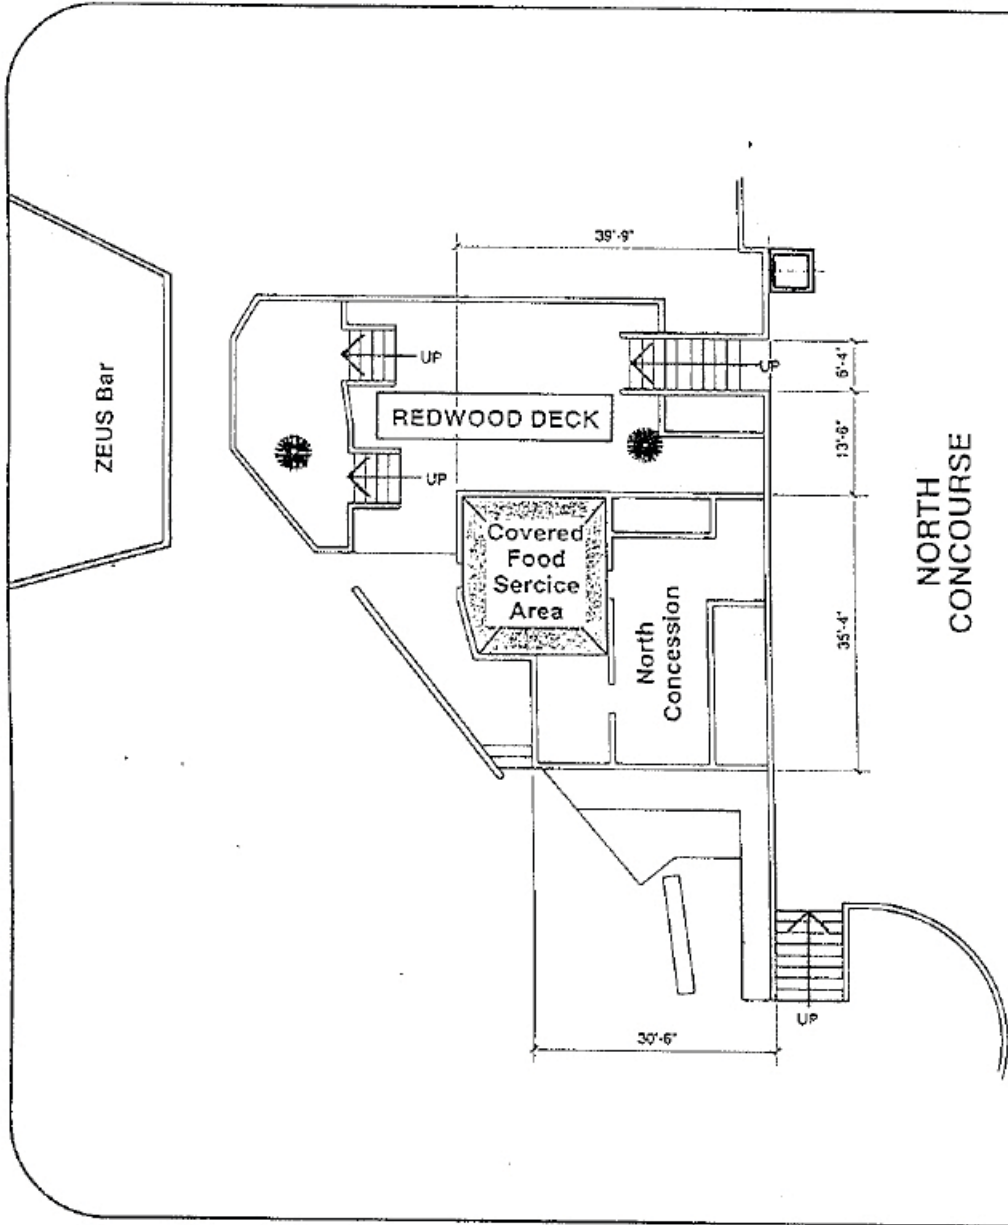 ZEUS Bar
39'-9"
UP
UP
REDWOOD DECK
UP
6'-4"
13'-6"
Covered
Food
Sercice
Area
North
Concession
35'-4"
NORTH
CONCOURSE
30'-6"
UP